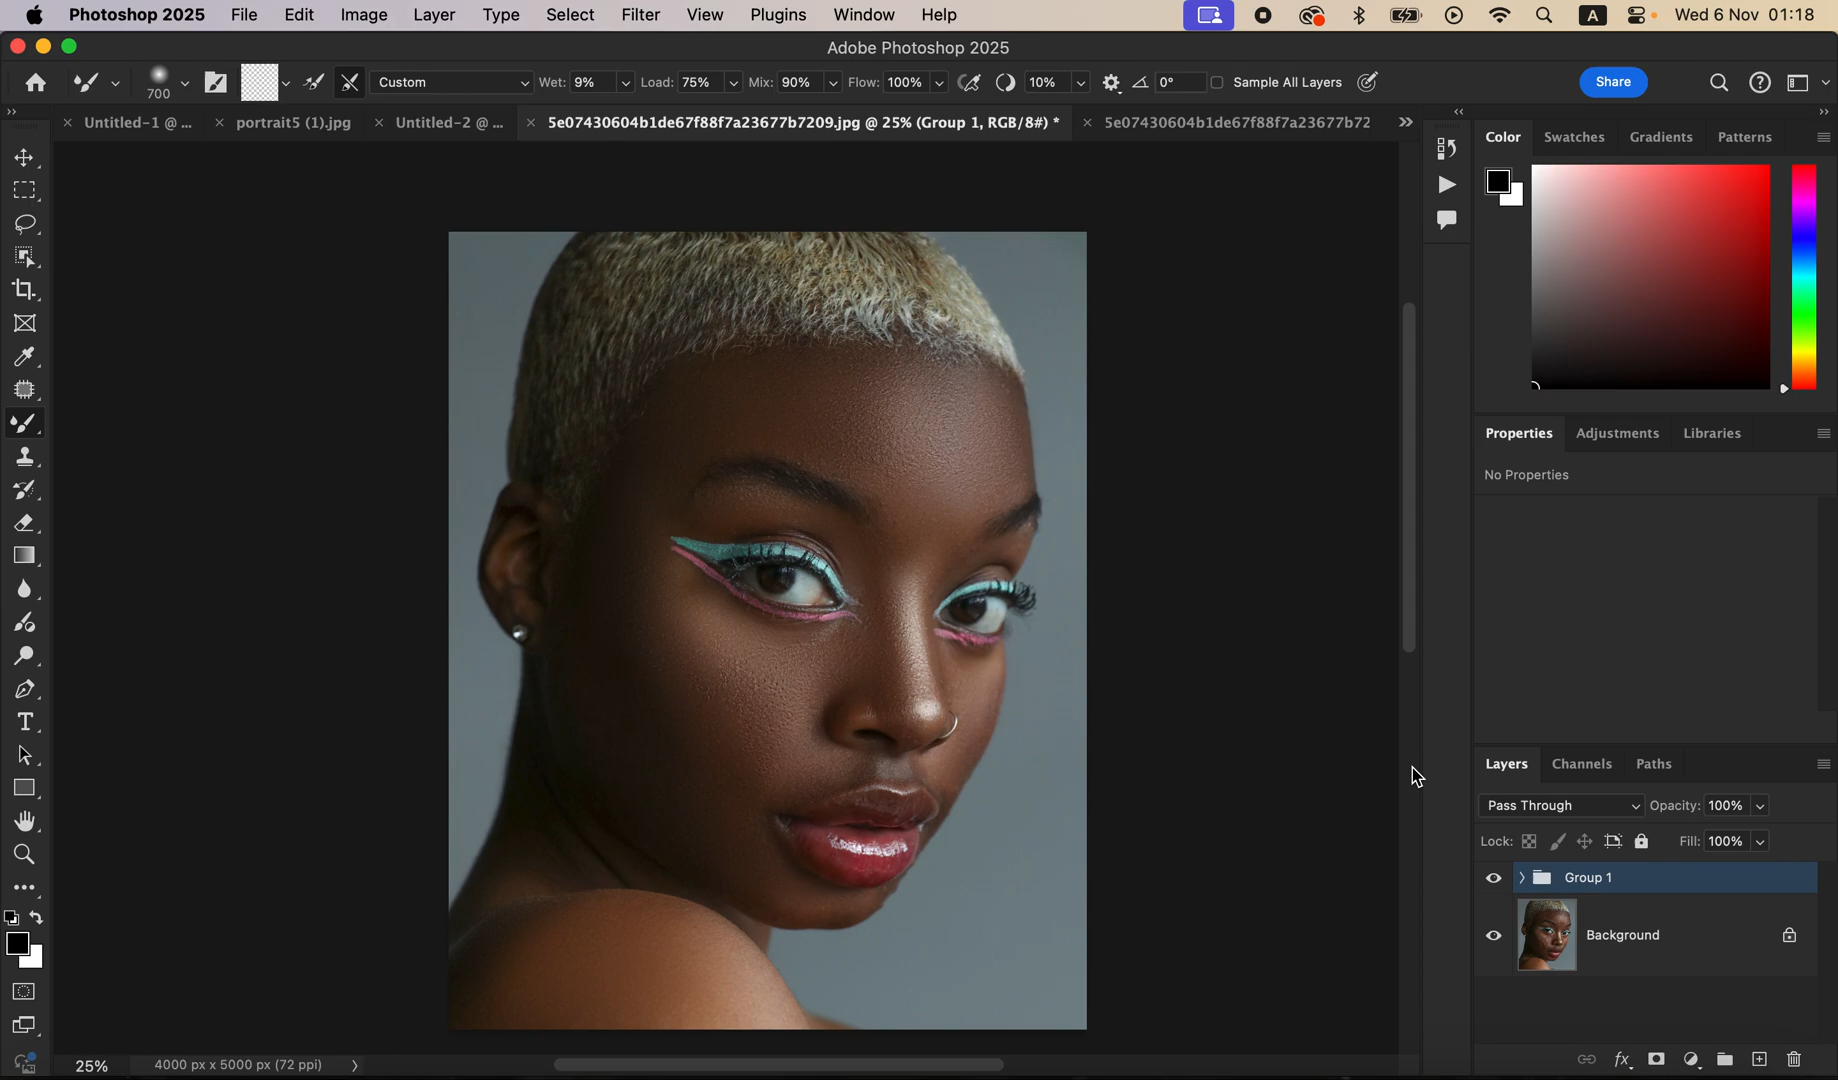 Photoshop 2025 File Edit Image Layer Type Select Filter View Plugins Window Help A Wed 6 Nov 01:18
Adobe Photoshop 2025
700 Custom Wet: 9% Load: 75% Mix: 90% Flow: 100% 10% 0° Sample All Layers Share
Untitled-1 @ ... portrait5 (1).jpg Untitled-2 @ ... 5e07430604b1de67f88f7a23677b7209.jpg @ 25% (Group 1, RGB/8#) * 5e07430604b1de67f88f7a23677b72
Color Swatches Gradients Patterns
Properties Adjustments Libraries
No Properties
Layers Channels Paths
Pass Through Opacity: 100%
Lock: Fill: 100%
Group 1
Background
25% 4000 px x 5000 px (72 ppi)